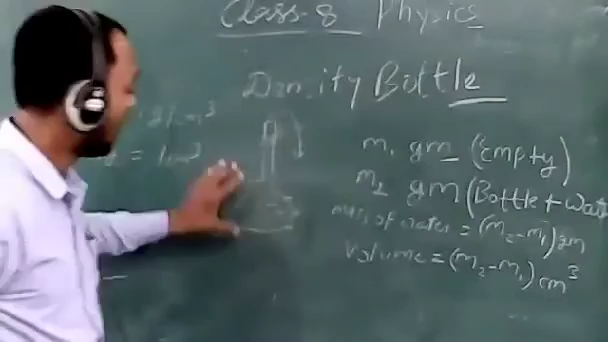 Class-8 Physics
Density Bottle
= 1cm³
m₁ gm (Empty)
m₂ gm (Bottle + Wat
mass of water = (m₂-m₁) gm
Volume = (m₂-m₁) cm³